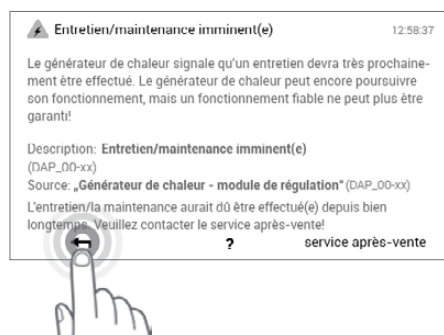 Entretien/maintenance imminent(e) 12:58:37
Le générateur de chaleur signale qu'un entretien devra très prochaine-
ment être effectué. Le générateur de chaleur peut encore poursuivre
son fonctionnement, mais un fonctionnement fiable ne peut plus être
garanti!
Description: Entretien/maintenance imminent(e)
(DAP_00-xx)
Source: „Générateur de chaleur - module de régulation" (DAP_00-xx)
L'entretien/la maintenance aurait dû être effectué(e) depuis bien
longtemps. Veuillez contacter le service après-vente!
? service après-vente